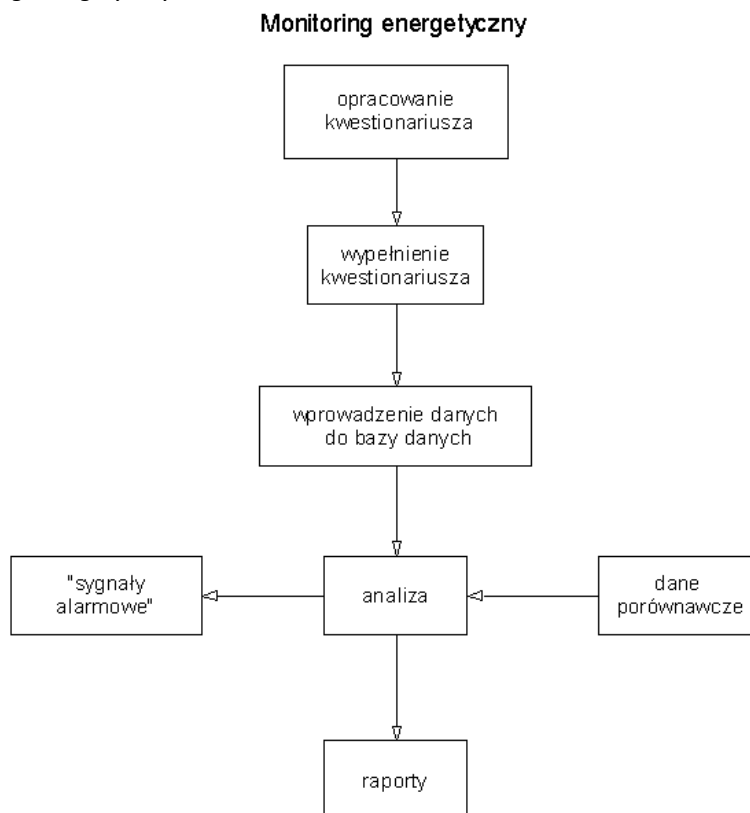 Monitoring energetyczny
opracowanie
kwestionariusza
wypełnienie
kwestionariusza
wprowadzenie danych
do bazy danych
"sygnały
alarmowe"
analiza
dane
porównawcze
raporty